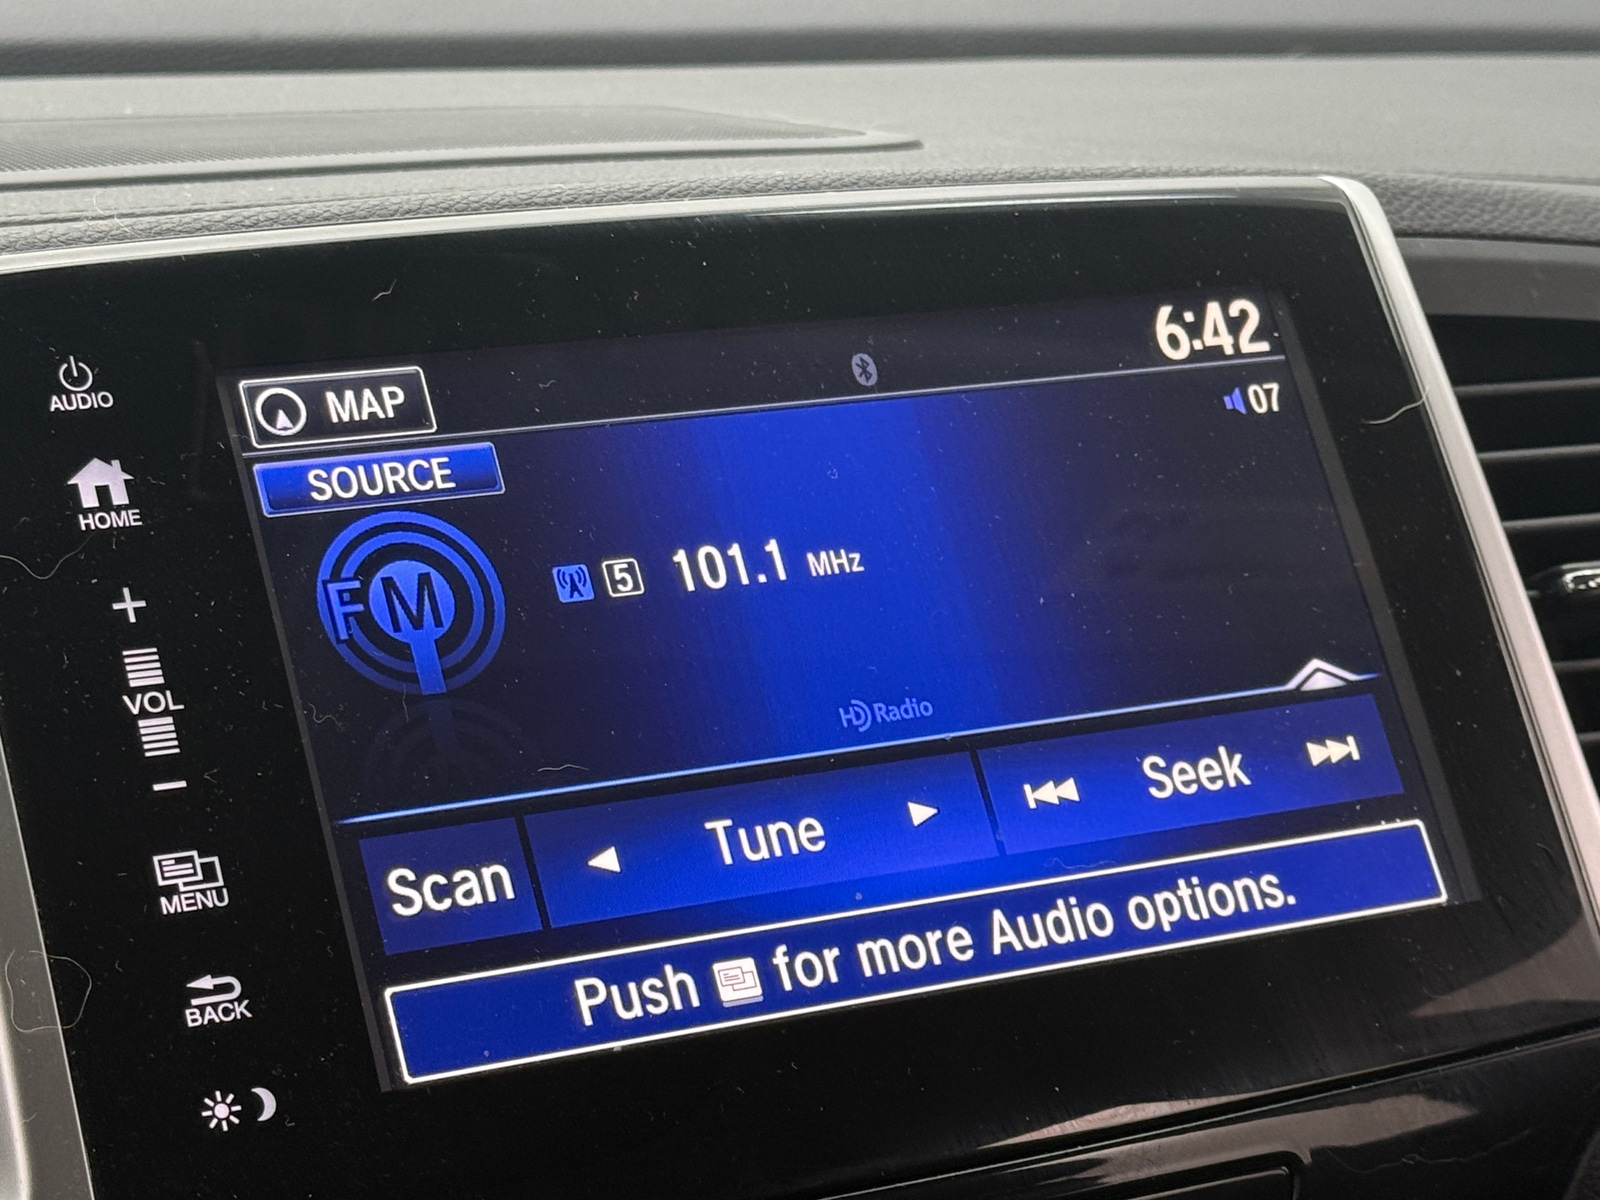 6:42
AUDIO
MAP
07
SOURCE
HOME
FM
5 101.1 MHz
+
VOL
-
HD Radio
Scan
Tune
Seek
MENU
Push for more Audio options.
BACK